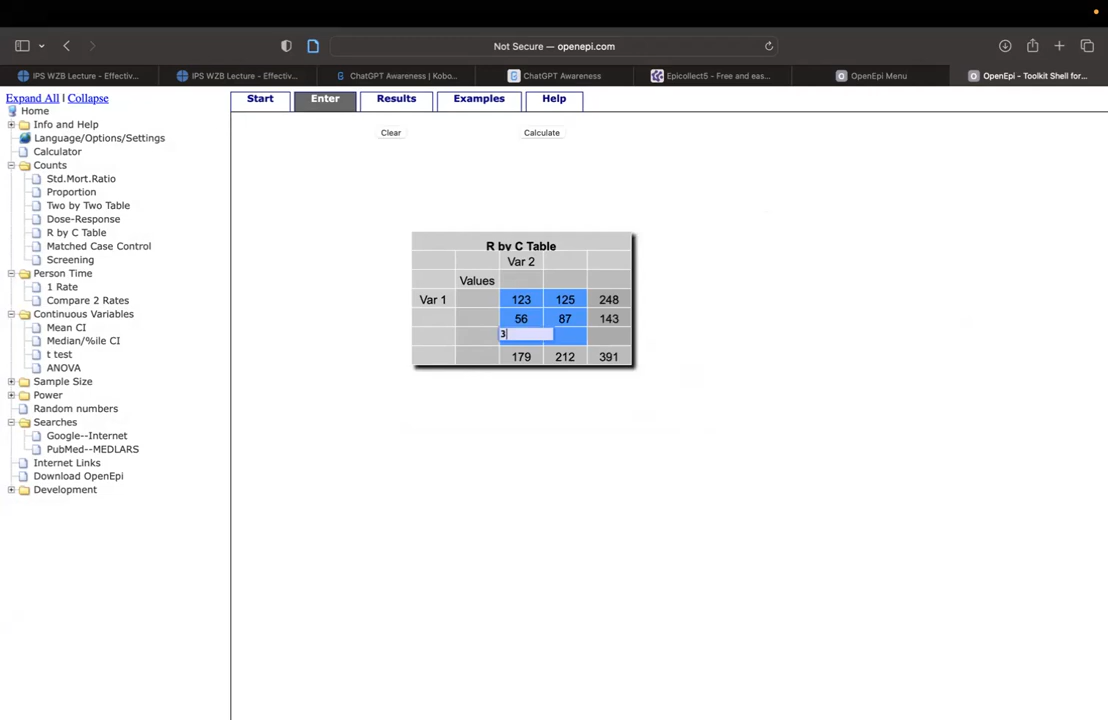 Not Secure — openepi.com
IPS WZB Lecture - Effectiv...
IPS WZB Lecture - Effectiv...
ChatGPT Awareness | Kobo...
ChatGPT Awareness
Epicollect5 - Free and eas...
OpenEpi Menu
OpenEpi - Toolkit Shell for...
Expand All | Collapse
Start
Enter
Results
Examples
Help
Home
Info and Help
Language/Options/Settings
Calculator
Counts
Std.Mort.Ratio
Proportion
Two by Two Table
Dose-Response
R by C Table
Matched Case Control
Screening
Person Time
1 Rate
Compare 2 Rates
Continuous Variables
Mean CI
Median/%ile CI
t test
ANOVA
Sample Size
Power
Random numbers
Searches
Google--Internet
PubMed--MEDLARS
Internet Links
Download OpenEpi
Development
Clear
Calculate
R by C Table
Var 2
Values
Var 1 123 125 248
56 87 143
3
179 212 391